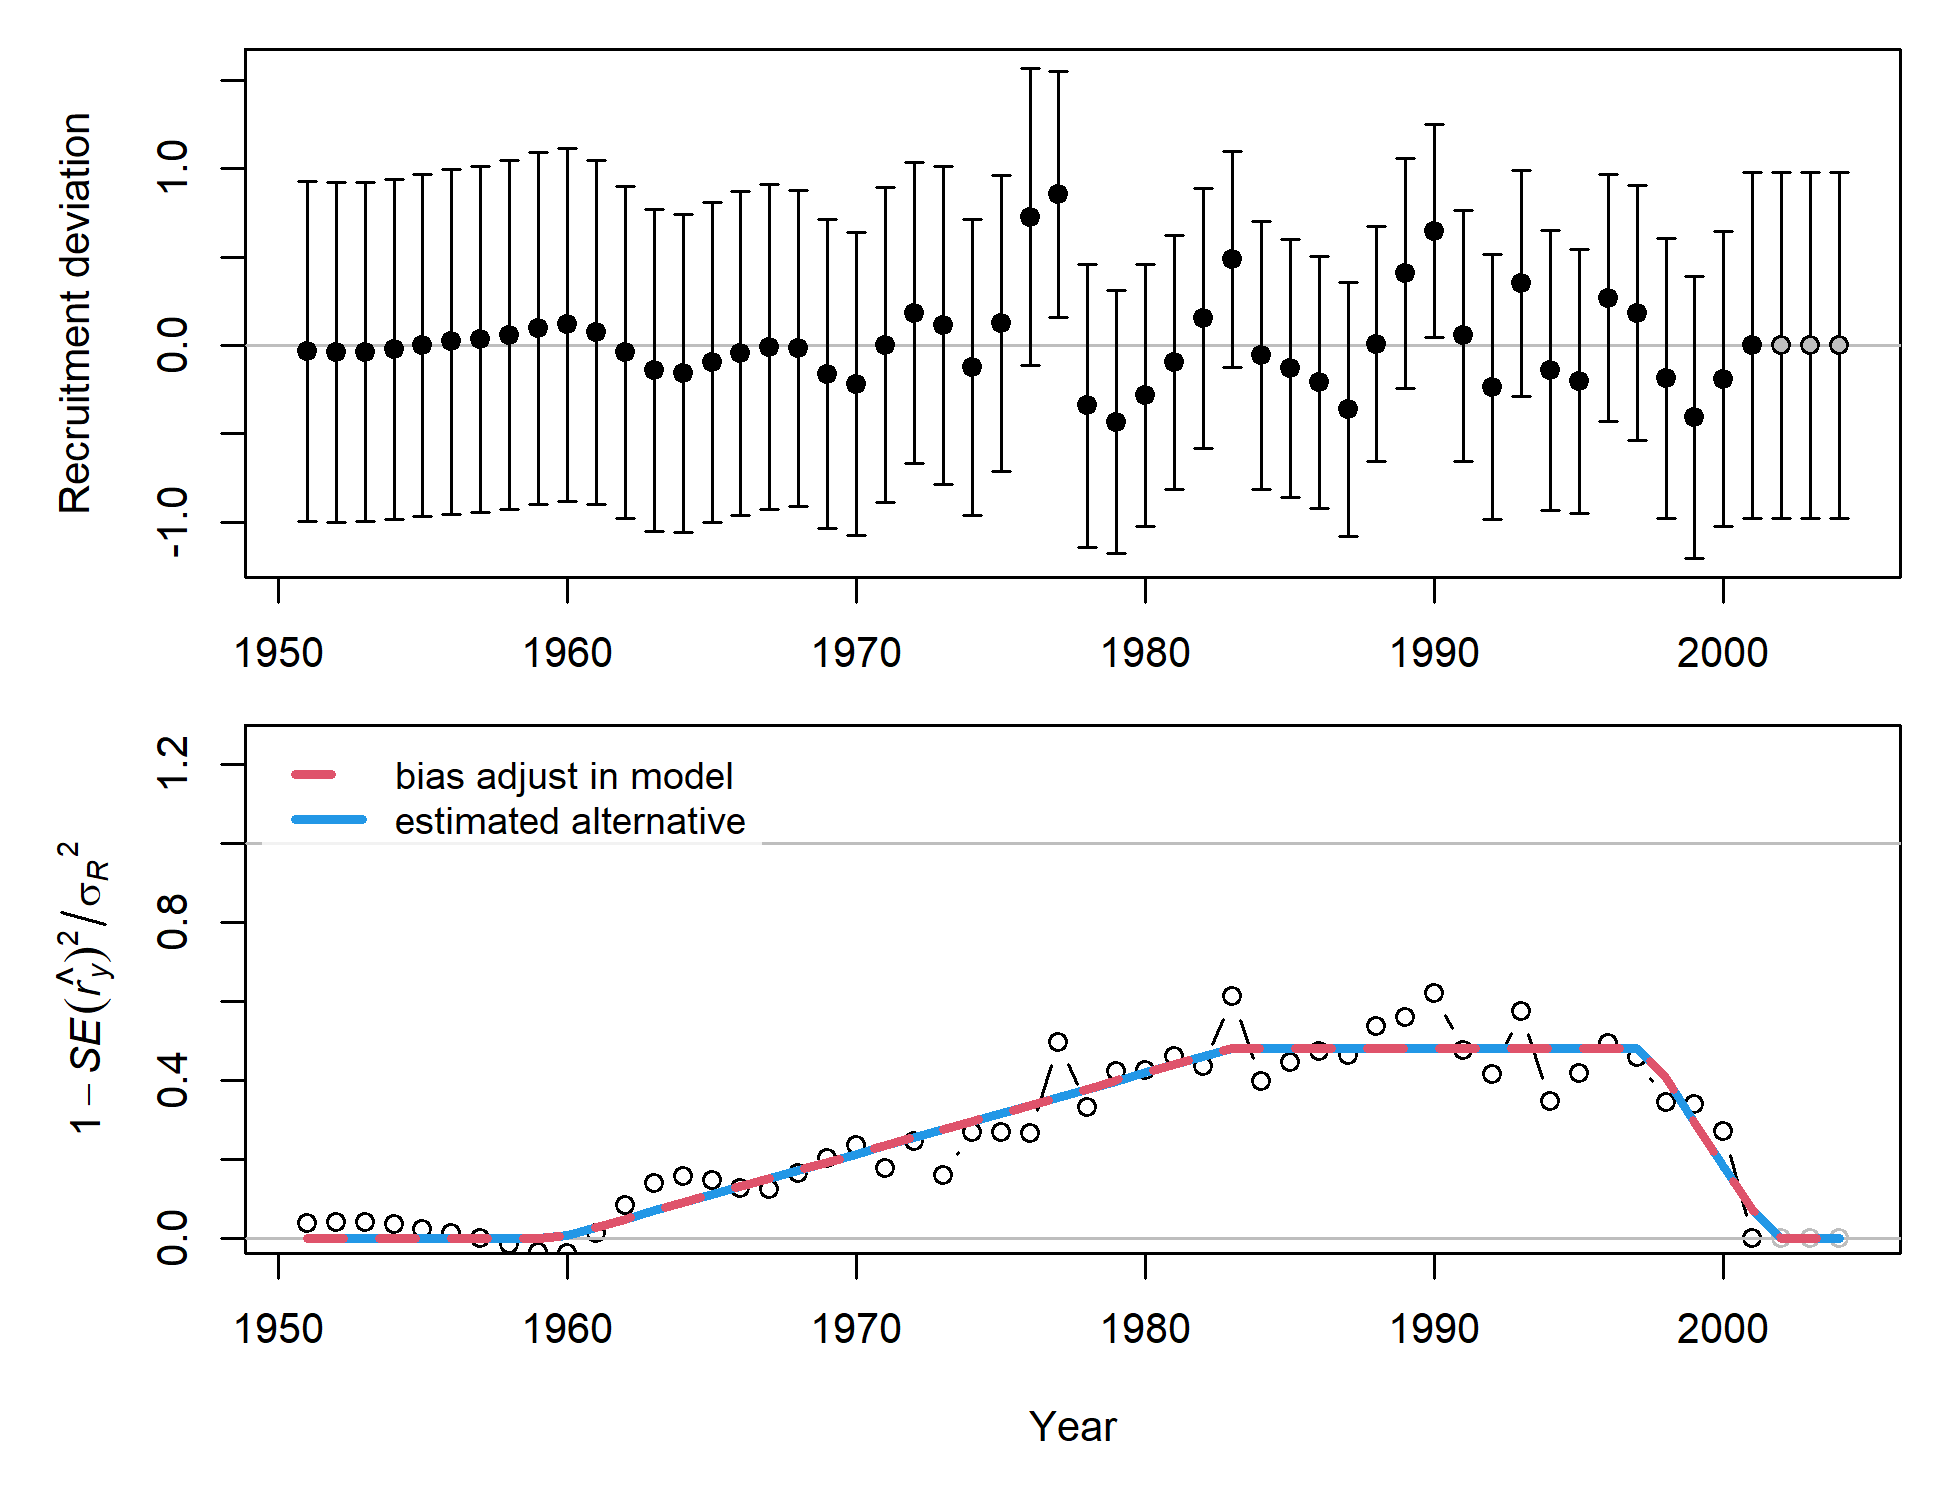 Recruitment deviation
1.0
0.0
-1.0
1950 1960 1970 1980 1990 2000
bias adjust in model
estimated alternative
1 − SE(r̂_y)² / σ_R²
1.2
0.8
0.4
0.0
1950 1960 1970 1980 1990 2000
Year